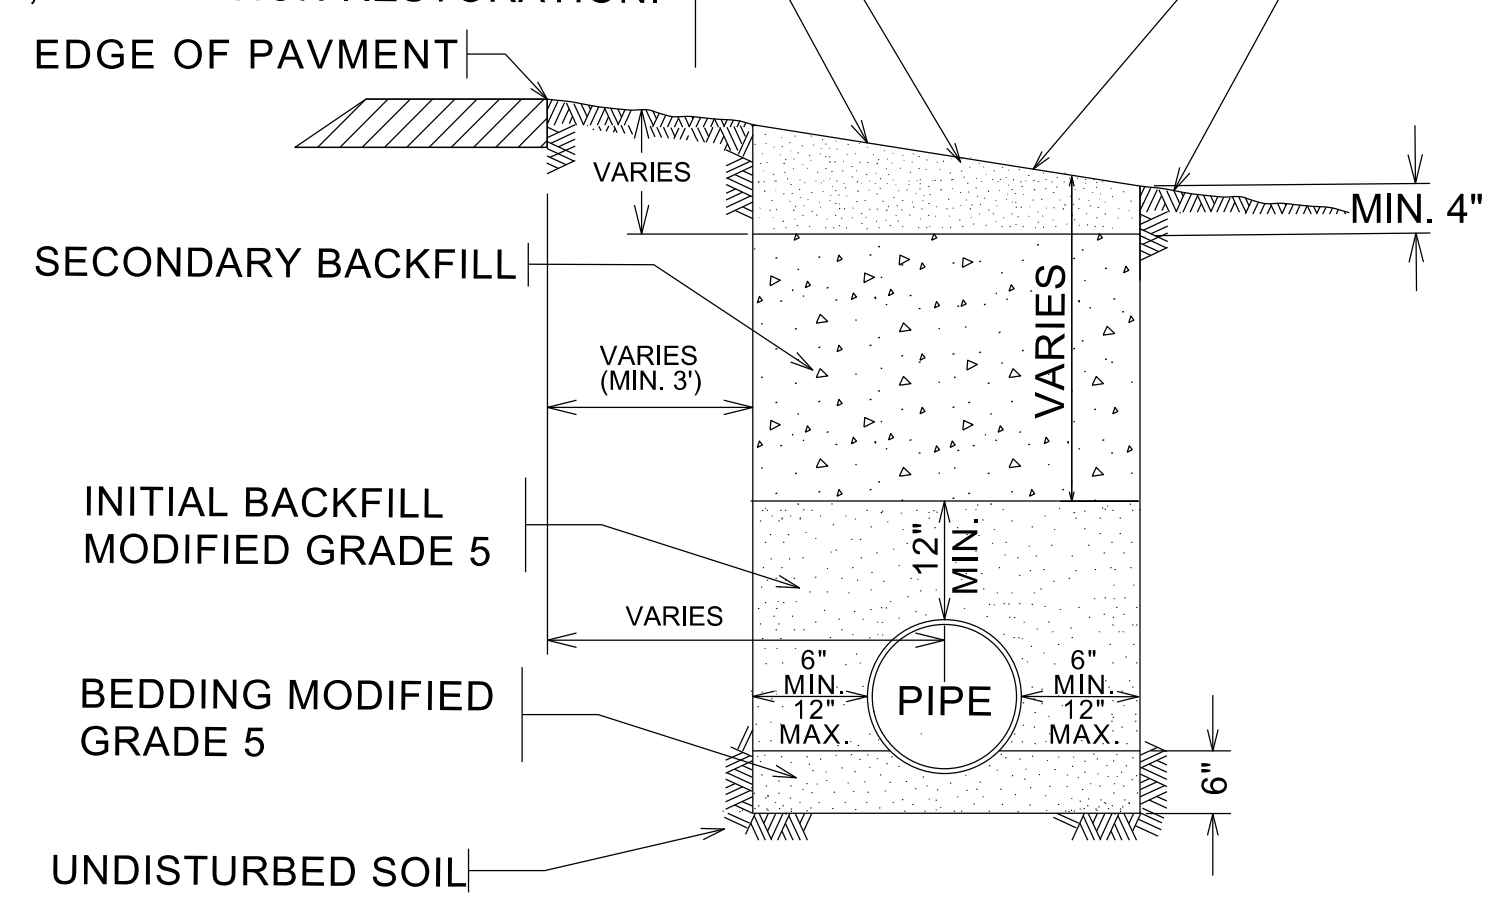 RESTORATION.
EDGE OF PAVMENT
VARIES
MIN. 4"
SECONDARY BACKFILL
VARIES
VARIES
(MIN. 3')
INITIAL BACKFILL
MODIFIED GRADE 5
12"
MIN.
VARIES
6"
MIN.
12"
MAX.
PIPE
6"
MIN.
12"
MAX.
BEDDING MODIFIED
GRADE 5
6"
UNDISTURBED SOIL